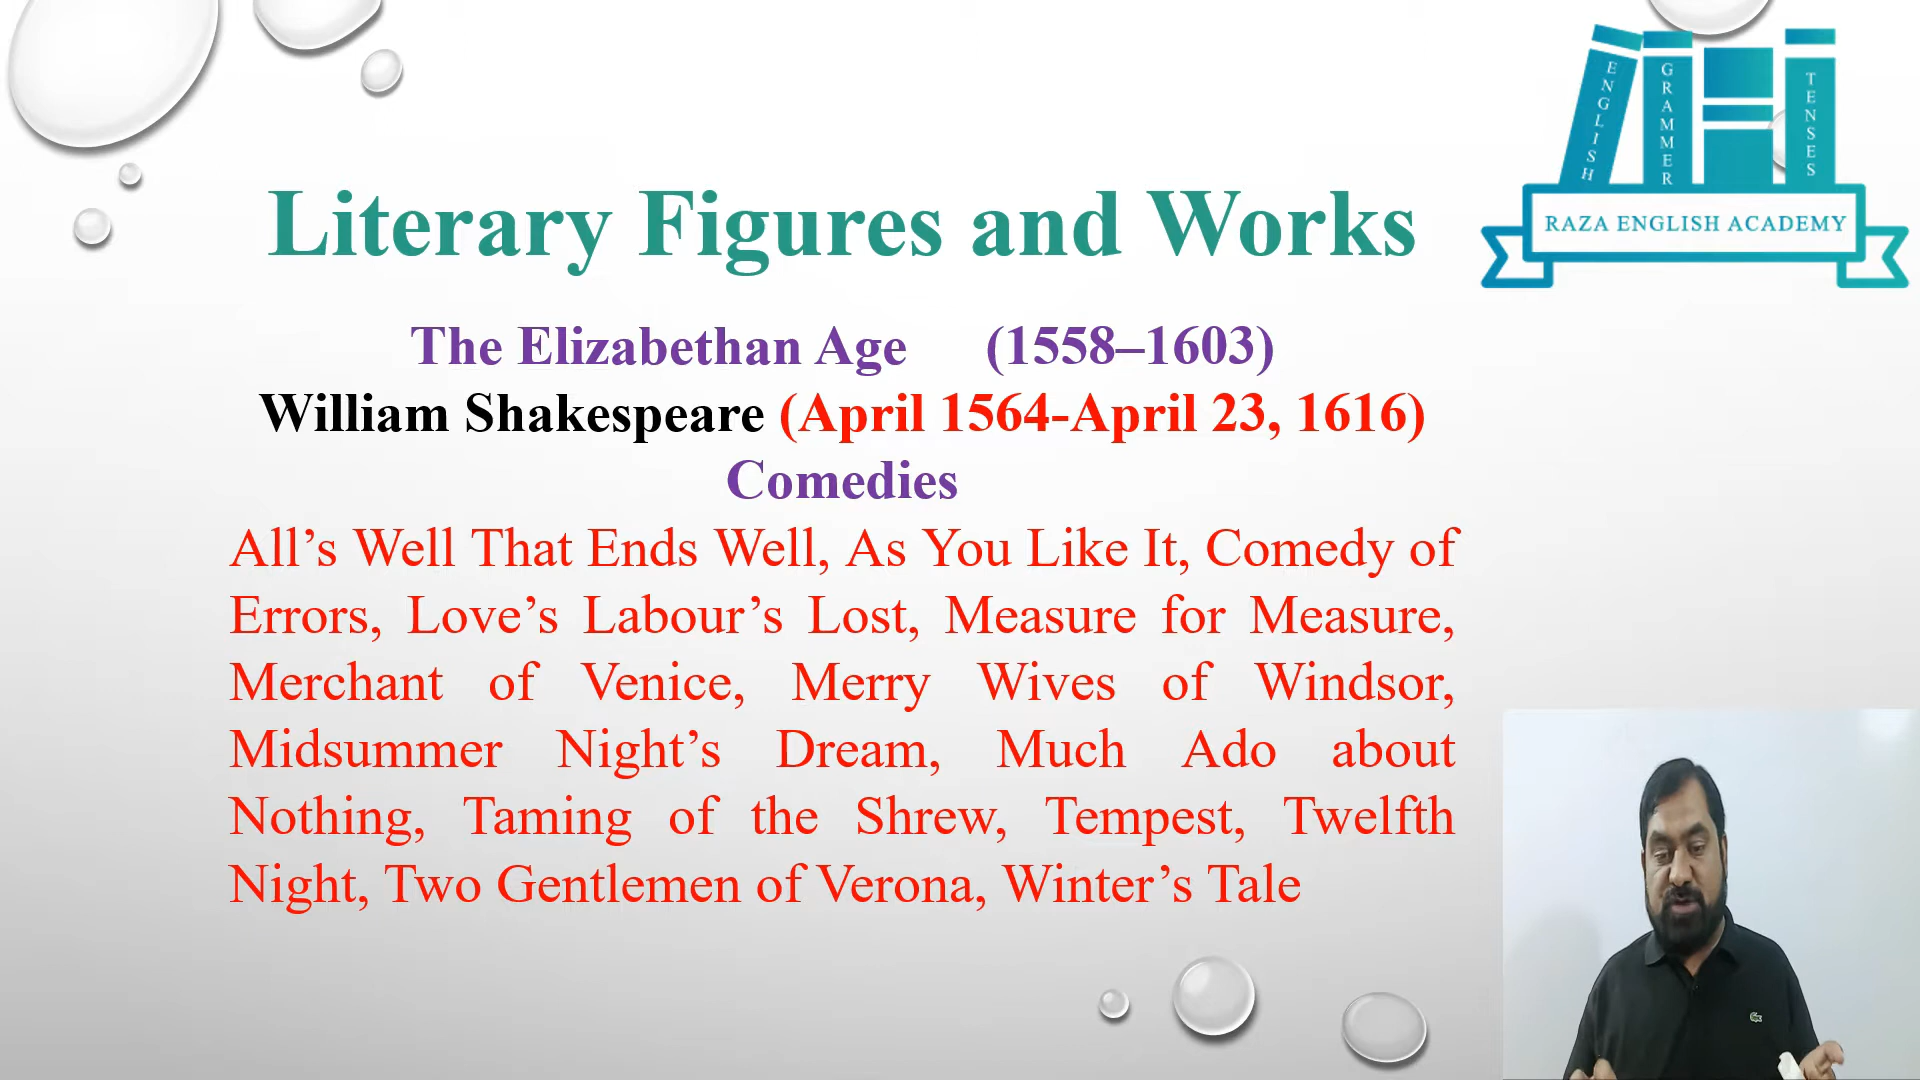 ENGLISH
GRAMMER
TENSES
RAZA ENGLISH ACADEMY
Literary Figures and Works
The Elizabethan Age (1558–1603)
William Shakespeare (April 1564-April 23, 1616)
Comedies
All’s Well That Ends Well, As You Like It, Comedy of
Errors, Love’s Labour’s Lost, Measure for Measure,
Merchant of Venice, Merry Wives of Windsor,
Midsummer Night’s Dream, Much Ado about
Nothing, Taming of the Shrew, Tempest, Twelfth
Night, Two Gentlemen of Verona, Winter’s Tale